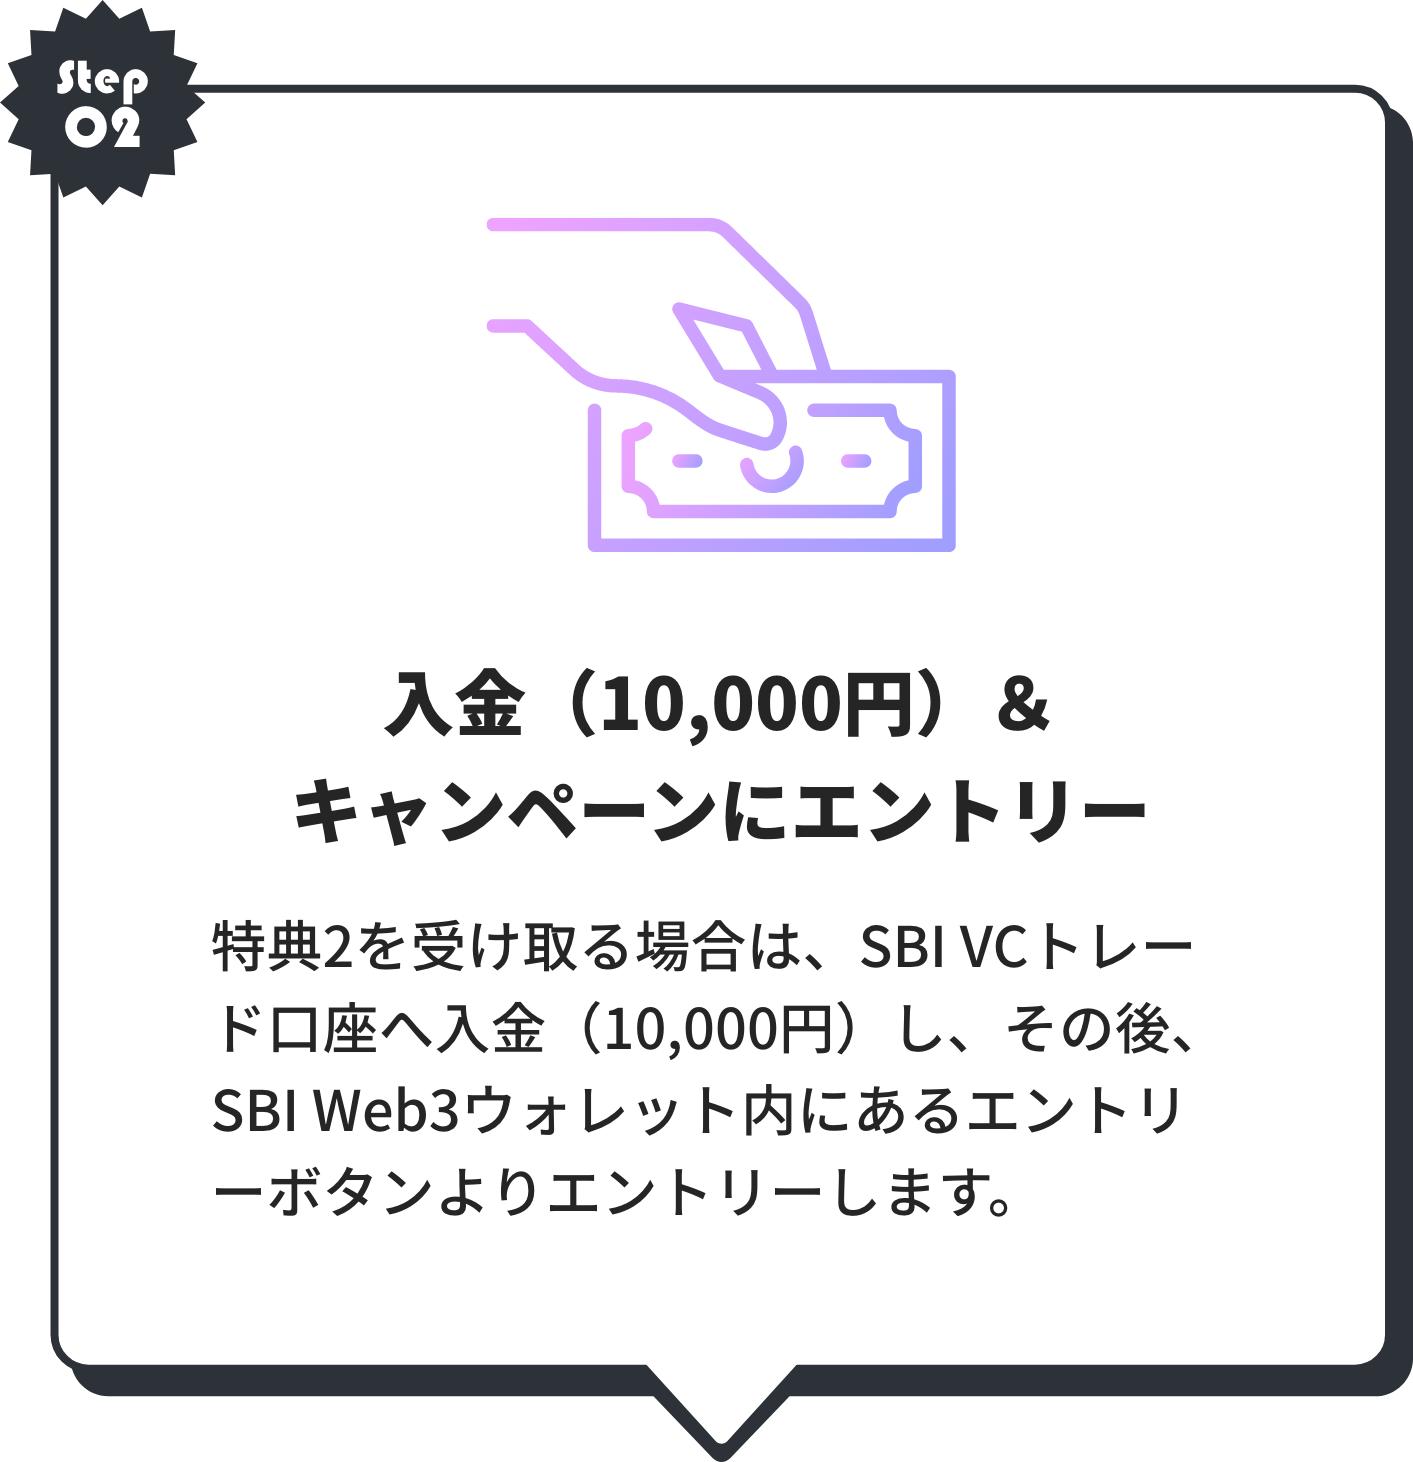 Step
02
入金（10,000円）＆
キャンペーンにエントリー
特典2を受け取る場合は、SBI VCトレー
ド口座へ入金（10,000円）し、その後、
SBI Web3ウォレット内にあるエントリ
ーボタンよりエントリーします。